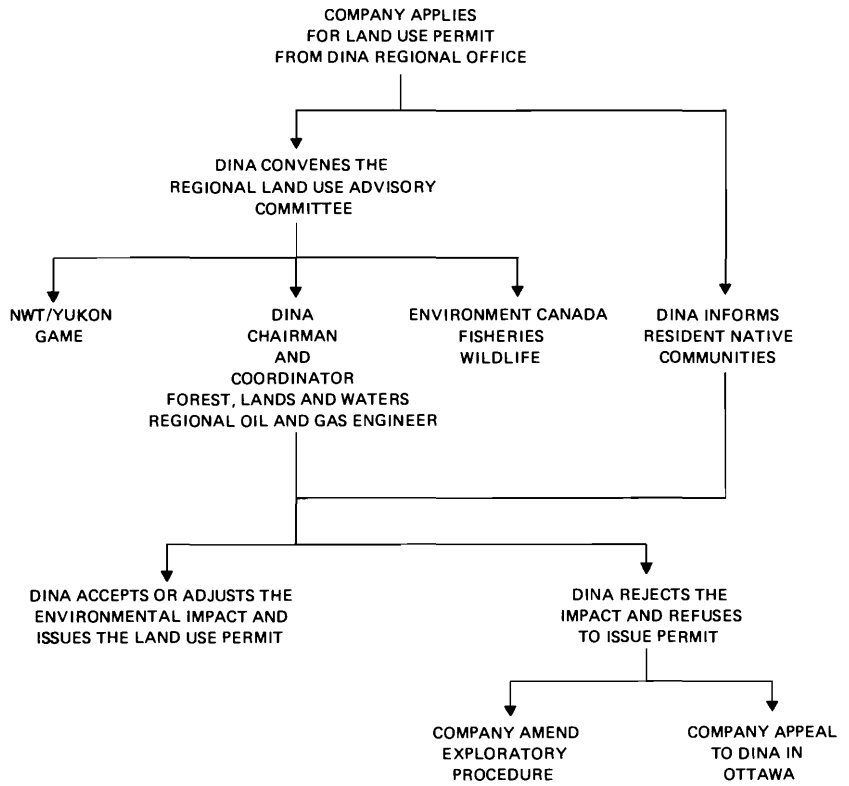 COMPANY APPLIES
FOR LAND USE PERMIT
FROM DINA REGIONAL OFFICE
DINA CONVENES THE
REGIONAL LAND USE ADVISORY
COMMITTEE
NWT/YUKON
GAME
DINA
CHAIRMAN
AND
COORDINATOR
FOREST, LANDS AND WATERS
REGIONAL OIL AND GAS ENGINEER
ENVIRONMENT CANADA
FISHERIES
WILDLIFE
DINA INFORMS
RESIDENT NATIVE
COMMUNITIES
DINA ACCEPTS OR ADJUSTS THE
ENVIRONMENTAL IMPACT AND
ISSUES THE LAND USE PERMIT
DINA REJECTS THE
IMPACT AND REFUSES
TO ISSUE PERMIT
COMPANY AMEND
EXPLORATORY
PROCEDURE
COMPANY APPEAL
TO DINA IN
OTTAWA